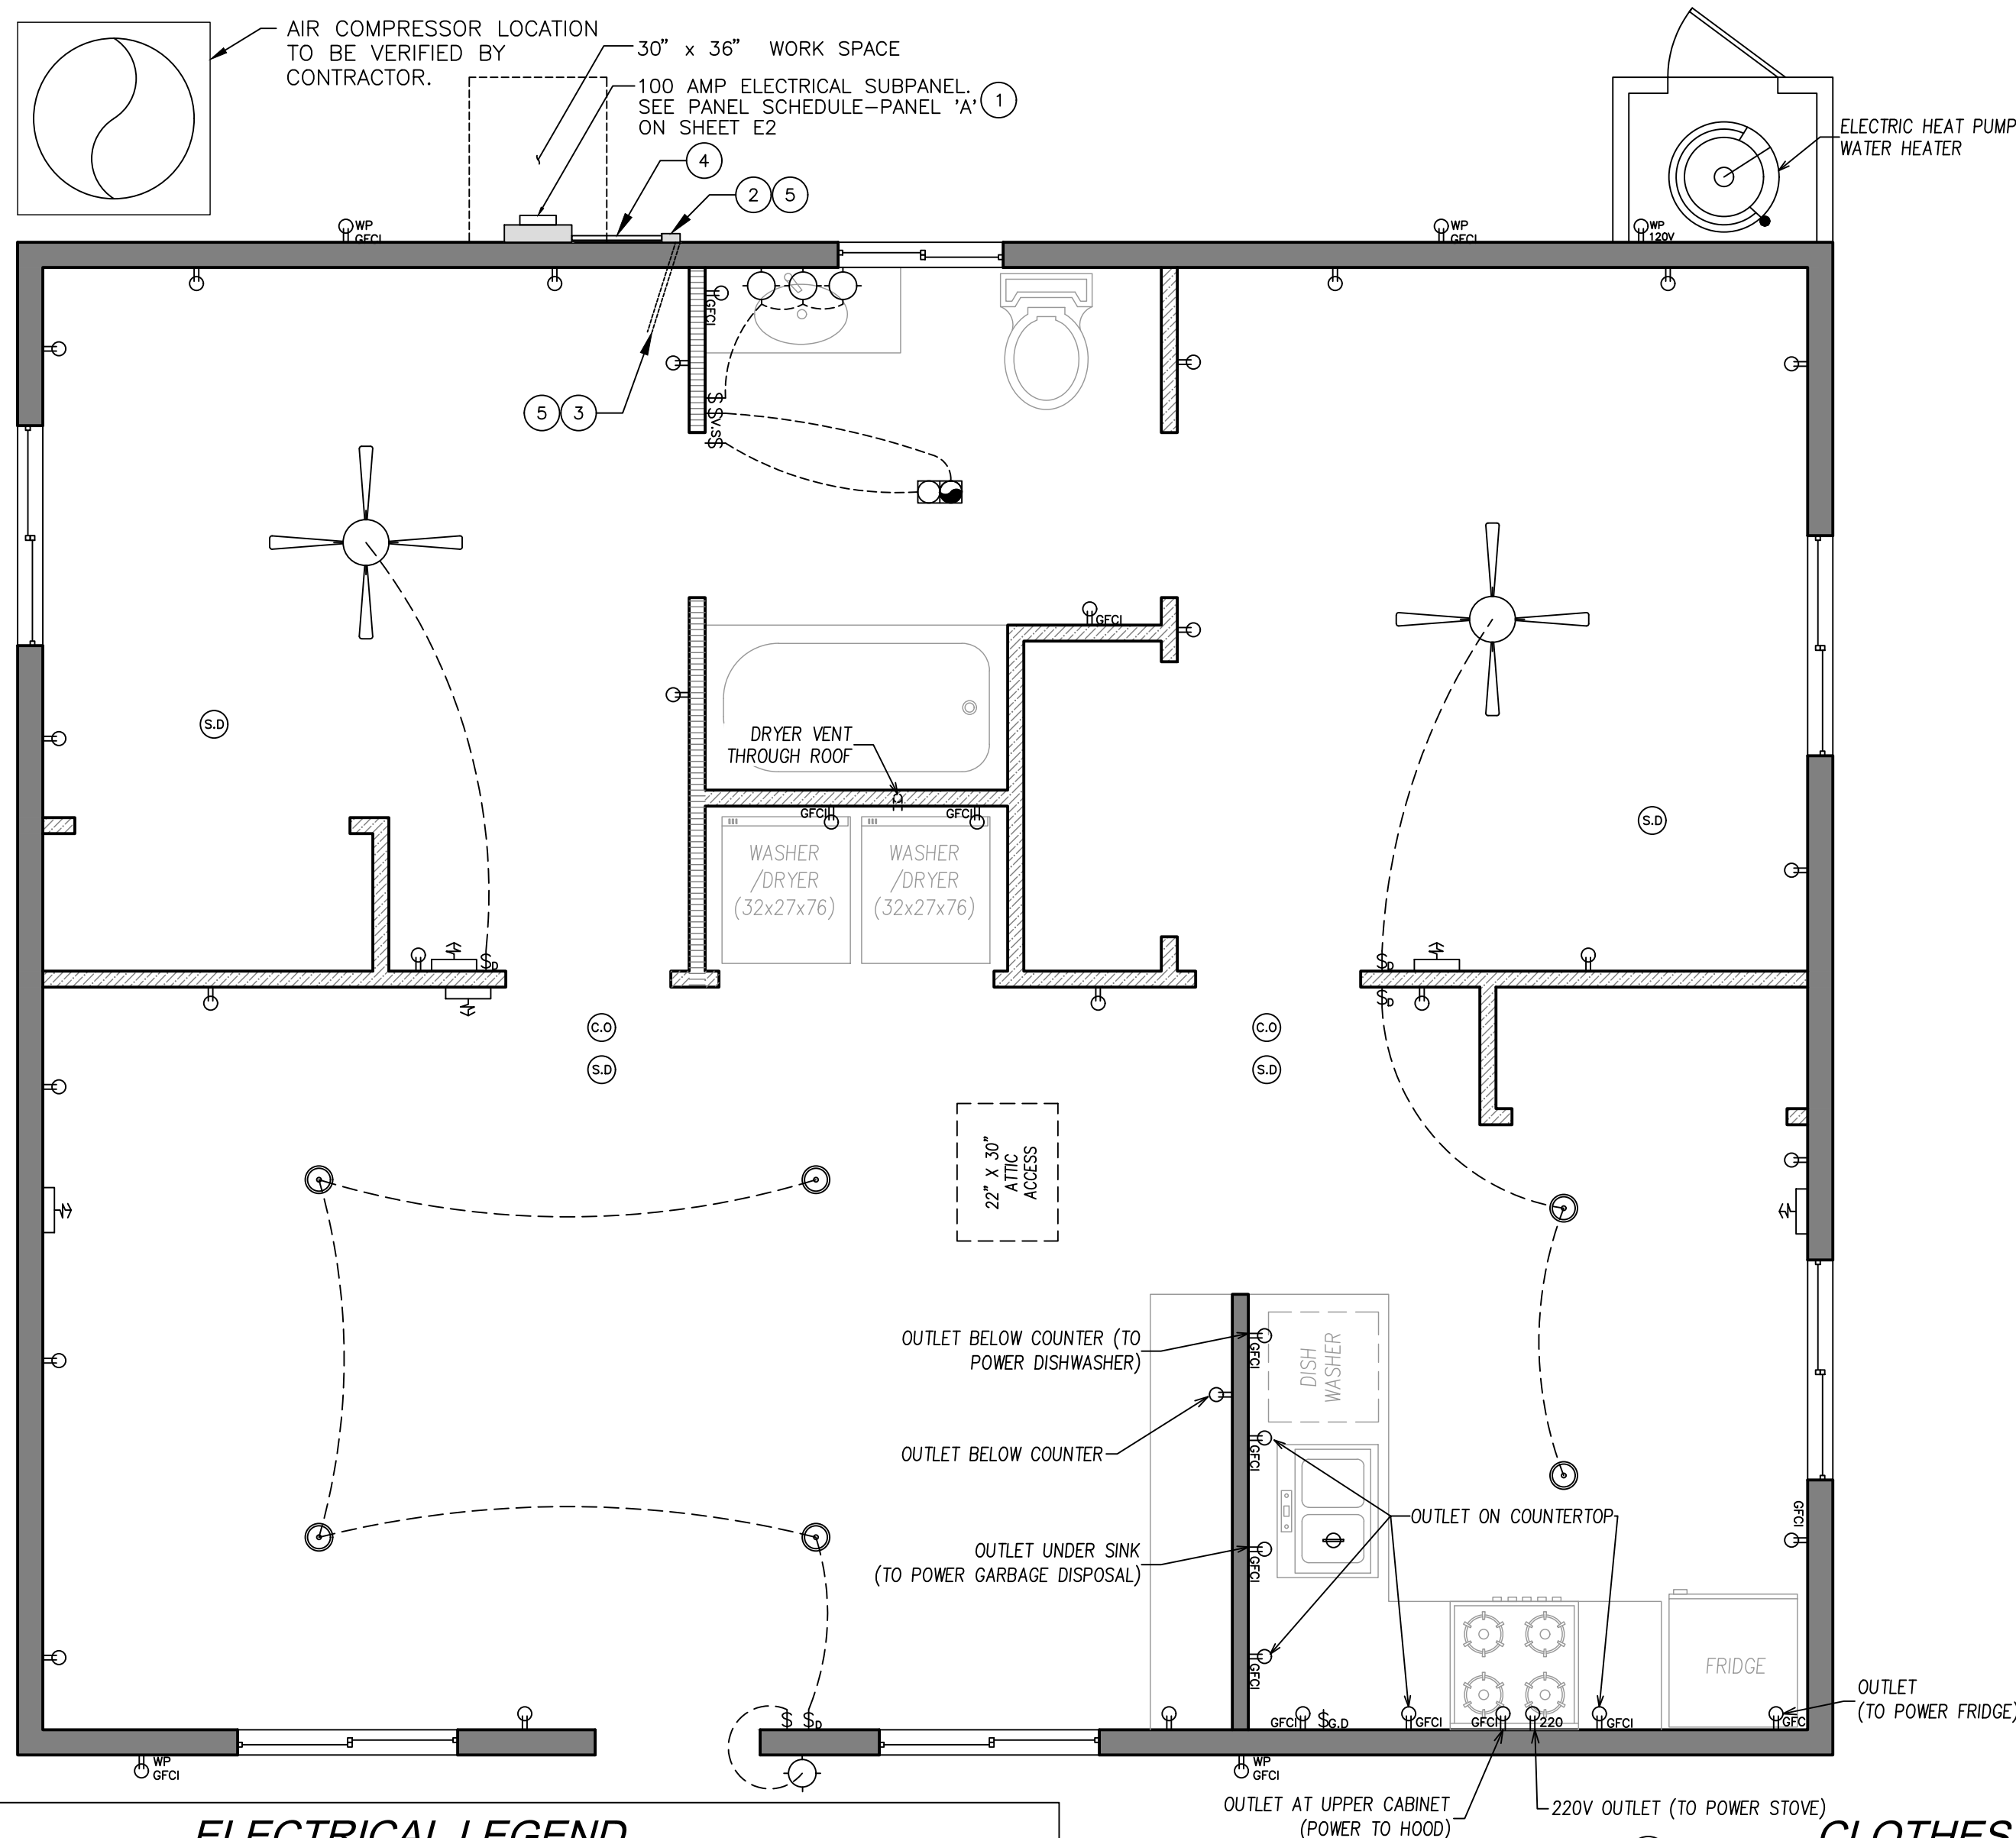 AIR COMPRESSOR LOCATION
TO BE VERIFIED BY
CONTRACTOR.
30" x 36" WORK SPACE
100 AMP ELECTRICAL SUBPANEL.
SEE PANEL SCHEDULE-PANEL 'A'
ON SHEET E2
1
4
2
5
ELECTRIC HEAT PUMP
WATER HEATER
WP
GFCI
WP
GFCI
WP
120V
GFCI
5
3
$
$V.S
$
GFCI
S.D
DRYER VENT
THROUGH ROOF
GFCI
GFCI
S.D
WASHER
/DRYER
(32x27x76)
WASHER
/DRYER
(32x27x76)
$D
$D
$D
C.O
S.D
C.O
S.D
22" X 30"
ATTIC
ACCESS
OUTLET BELOW COUNTER (TO
POWER DISHWASHER)
GFCI
DISH
WASHER
OUTLET BELOW COUNTER
GFCI
OUTLET ON COUNTERTOP
GFCI
OUTLET UNDER SINK
(TO POWER GARBAGE DISPOSAL)
GFCI
GFCI
FRIDGE
OUTLET
(TO POWER FRIDGE)
$ $D
GFCI
$G.D
GFCI
GFCI
220
GFCI
GFC
WP
GFCI
WP
GFCI
OUTLET AT UPPER CABINET
(POWER TO HOOD)
220V OUTLET (TO POWER STOVE)
ELECTRICAL LEGEND
CLOTHES